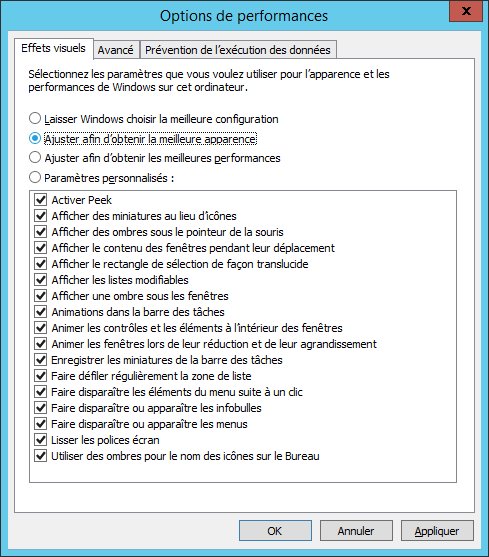 Options de performances
x
Effets visuels
Avancé
Prévention de l'exécution des données
Sélectionnez les paramètres que vous voulez utiliser pour l'apparence et les
performances de Windows sur cet ordinateur.
Laisser Windows choisir la meilleure configuration
Ajuster afin d'obtenir la meilleure apparence
Ajuster afin d'obtenir les meilleures performances
Paramètres personnalisés :
Activer Peek
Afficher des miniatures au lieu d'icônes
Afficher des ombres sous le pointeur de la souris
Afficher le contenu des fenêtres pendant leur déplacement
Afficher le rectangle de sélection de façon translucide
Afficher les listes modifiables
Afficher une ombre sous les fenêtres
Animations dans la barre des tâches
Animer les contrôles et les éléments à l'intérieur des fenêtres
Animer les fenêtres lors de leur réduction et de leur agrandissement
Enregistrer les miniatures de la barre des tâches
Faire défiler régulièrement la zone de liste
Faire disparaître les éléments du menu suite à un clic
Faire disparaître ou apparaître les infobulles
Faire disparaître ou apparaître les menus
Lisser les polices écran
Utiliser des ombres pour le nom des icônes sur le Bureau
OK
Annuler
Appliquer